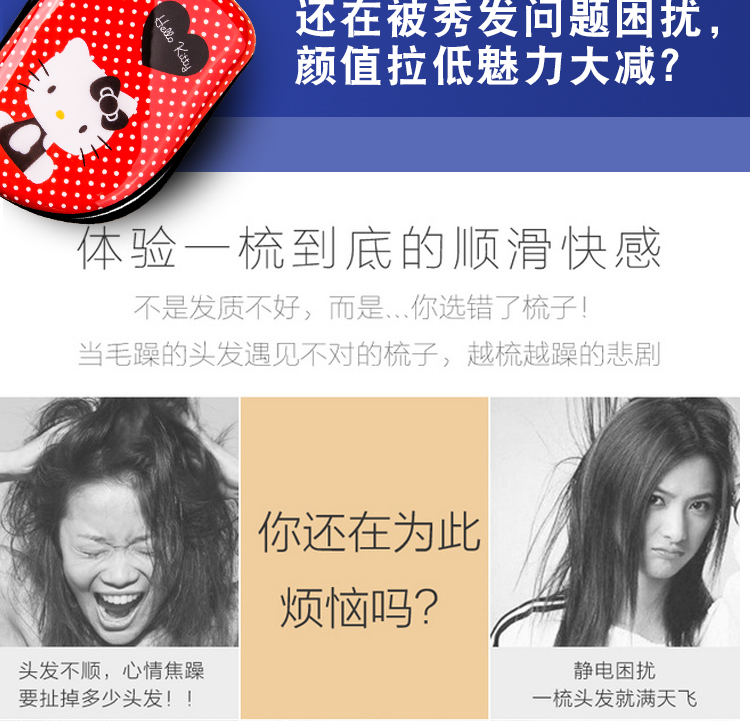 还在被秀发问题困扰，
颜值拉低魅力大减？
Hello Kitty
体验一梳到底的顺滑快感
不是发质不好，而是...你选错了梳子！
当毛躁的头发遇见不对的梳子，越梳越躁的悲剧
你还在为此
烦恼吗？
头发不顺，心情焦躁
要扯掉多少头发！！
静电困扰
一梳头发就满天飞